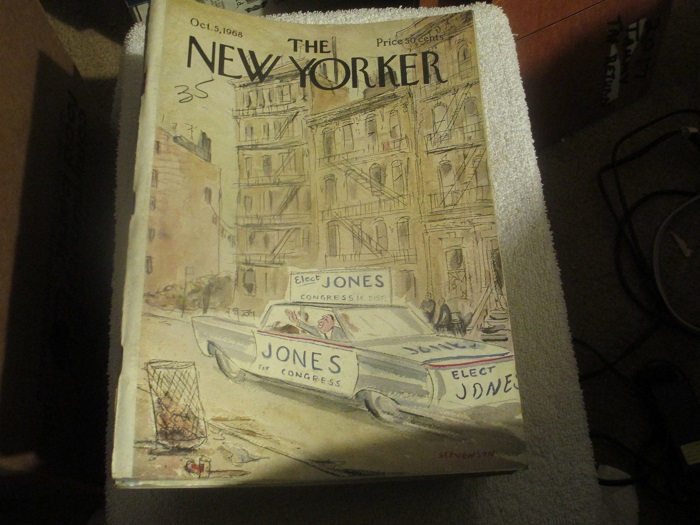 Oct. 5, 1968
THE
Price 50 cents
NEW YORKER
35
Elect JONES
CONGRESS
JONES
JONES
FOR CONGRESS
ELECT
JONES
STEVENSON